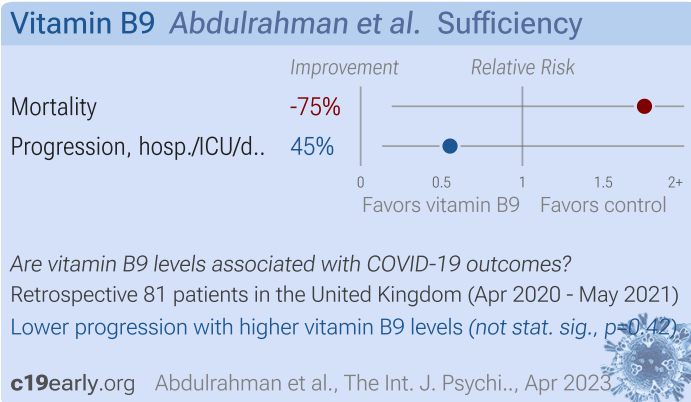 Vitamin B9 Abdulrahman et al. Sufficiency
Improvement Relative Risk
Mortality -75%
Progression, hosp./ICU/d.. 45%
0 0.5 1 1.5 2+
Favors vitamin B9 Favors control
Are vitamin B9 levels associated with COVID-19 outcomes?
Retrospective 81 patients in the United Kingdom (Apr 2020 - May 2021)
Lower progression with higher vitamin B9 levels (not stat. sig., p=0.42)
c19early.org Abdulrahman et al., The Int. J. Psychi.., Apr 2023